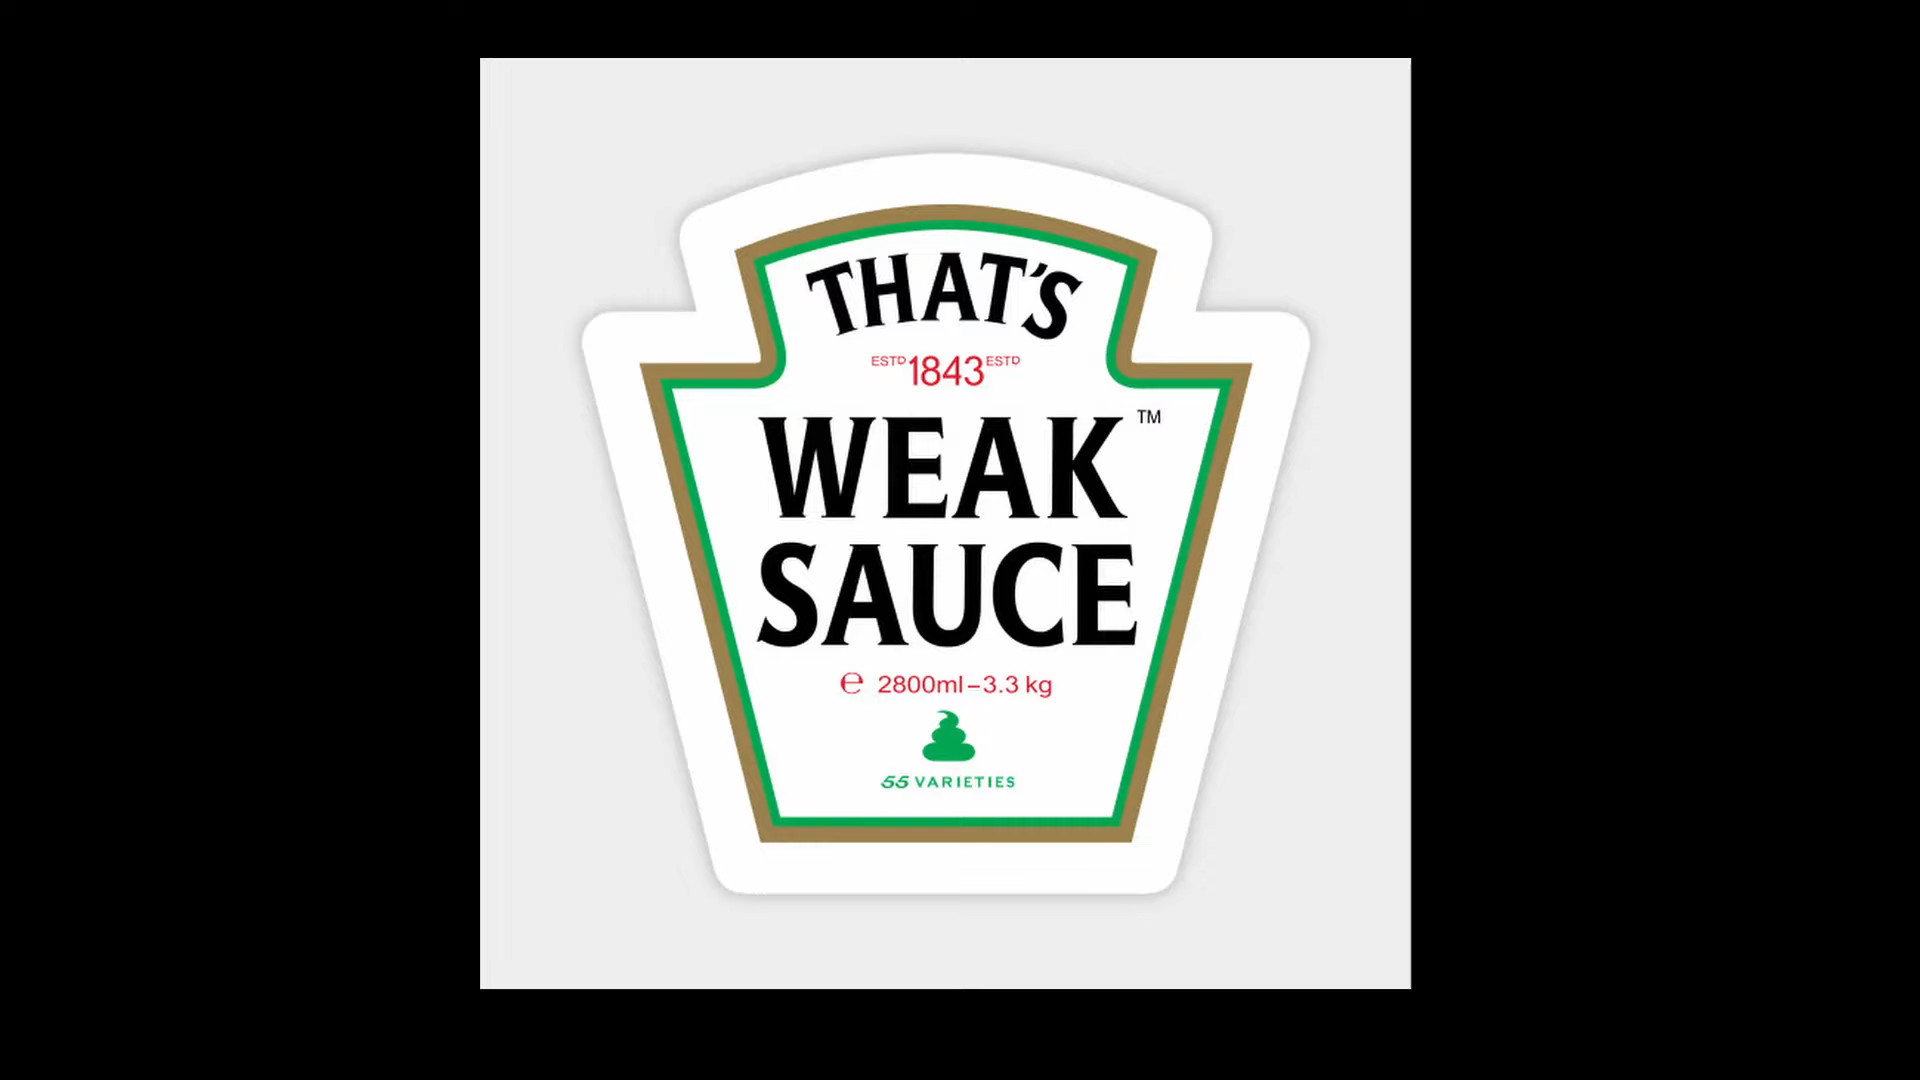 THAT'S
ESTD 1843 ESTD
WEAK™
SAUCE
℮ 2800ml–3.3 kg
55 VARIETIES